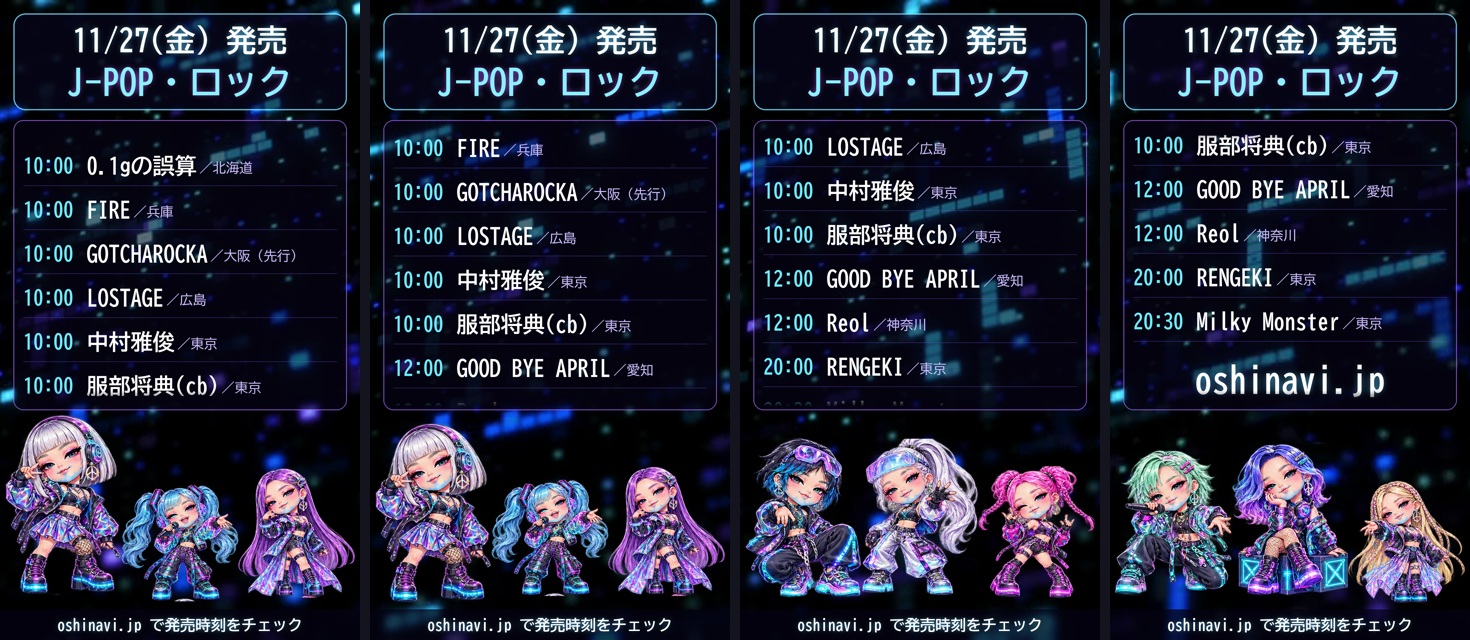 11/27(金) 発売
J-POP・ロック
10:00 0.1gの誤算／北海道
10:00 FIRE／兵庫
10:00 GOTCHAROCKA／大阪（先行）
10:00 LOSTAGE／広島
10:00 中村雅俊／東京
10:00 服部将典(cb)／東京
oshinavi.jp で発売時刻をチェック
11/27(金) 発売
J-POP・ロック
10:00 FIRE／兵庫
10:00 GOTCHAROCKA／大阪（先行）
10:00 LOSTAGE／広島
10:00 中村雅俊／東京
10:00 服部将典(cb)／東京
12:00 GOOD BYE APRIL／愛知
oshinavi.jp で発売時刻をチェック
11/27(金) 発売
J-POP・ロック
10:00 LOSTAGE／広島
10:00 中村雅俊／東京
10:00 服部将典(cb)／東京
12:00 GOOD BYE APRIL／愛知
12:00 Reol／神奈川
20:00 RENGEKI／東京
oshinavi.jp で発売時刻をチェック
11/27(金) 発売
J-POP・ロック
10:00 服部将典(cb)／東京
12:00 GOOD BYE APRIL／愛知
12:00 Reol／神奈川
20:00 RENGEKI／東京
20:30 Milky Monster／東京
oshinavi.jp
oshinavi.jp で発売時刻をチェック